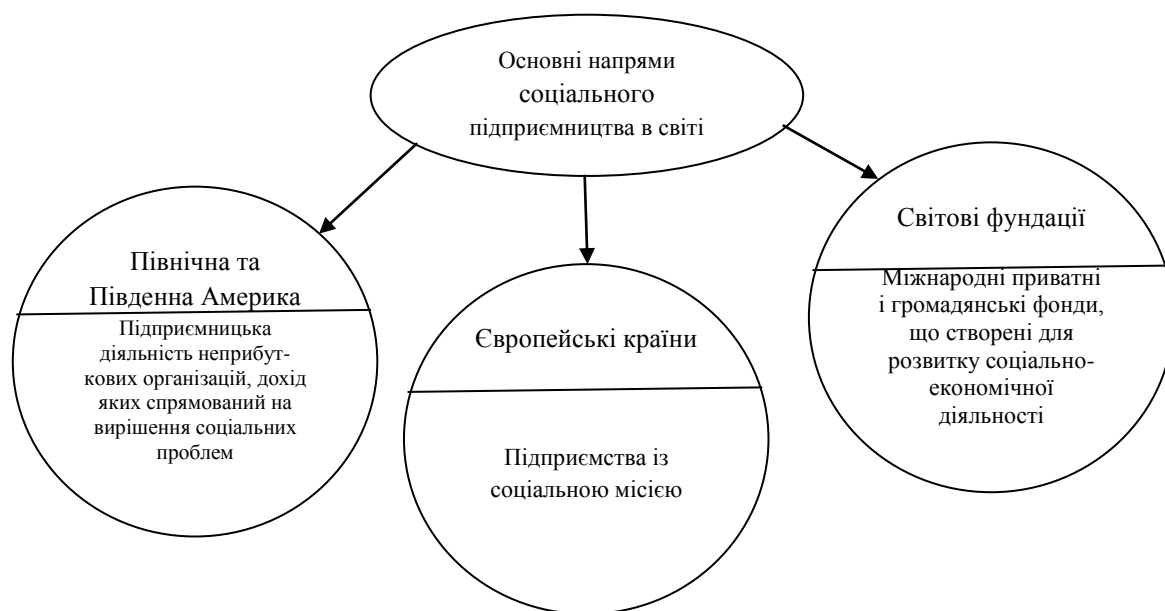 Основні напрями
соціального
підприємництва в світі
Північна та
Південна Америка
Підприємницька
діяльність неприбут-
кових організацій, дохід
яких спрямований на
вирішення соціальних
проблем
Європейські країни
Підприємства із
соціальною місією
Світові фундації
Міжнародні приватні
і громадянські фонди,
що створені для
розвитку соціально-
економічної
діяльності